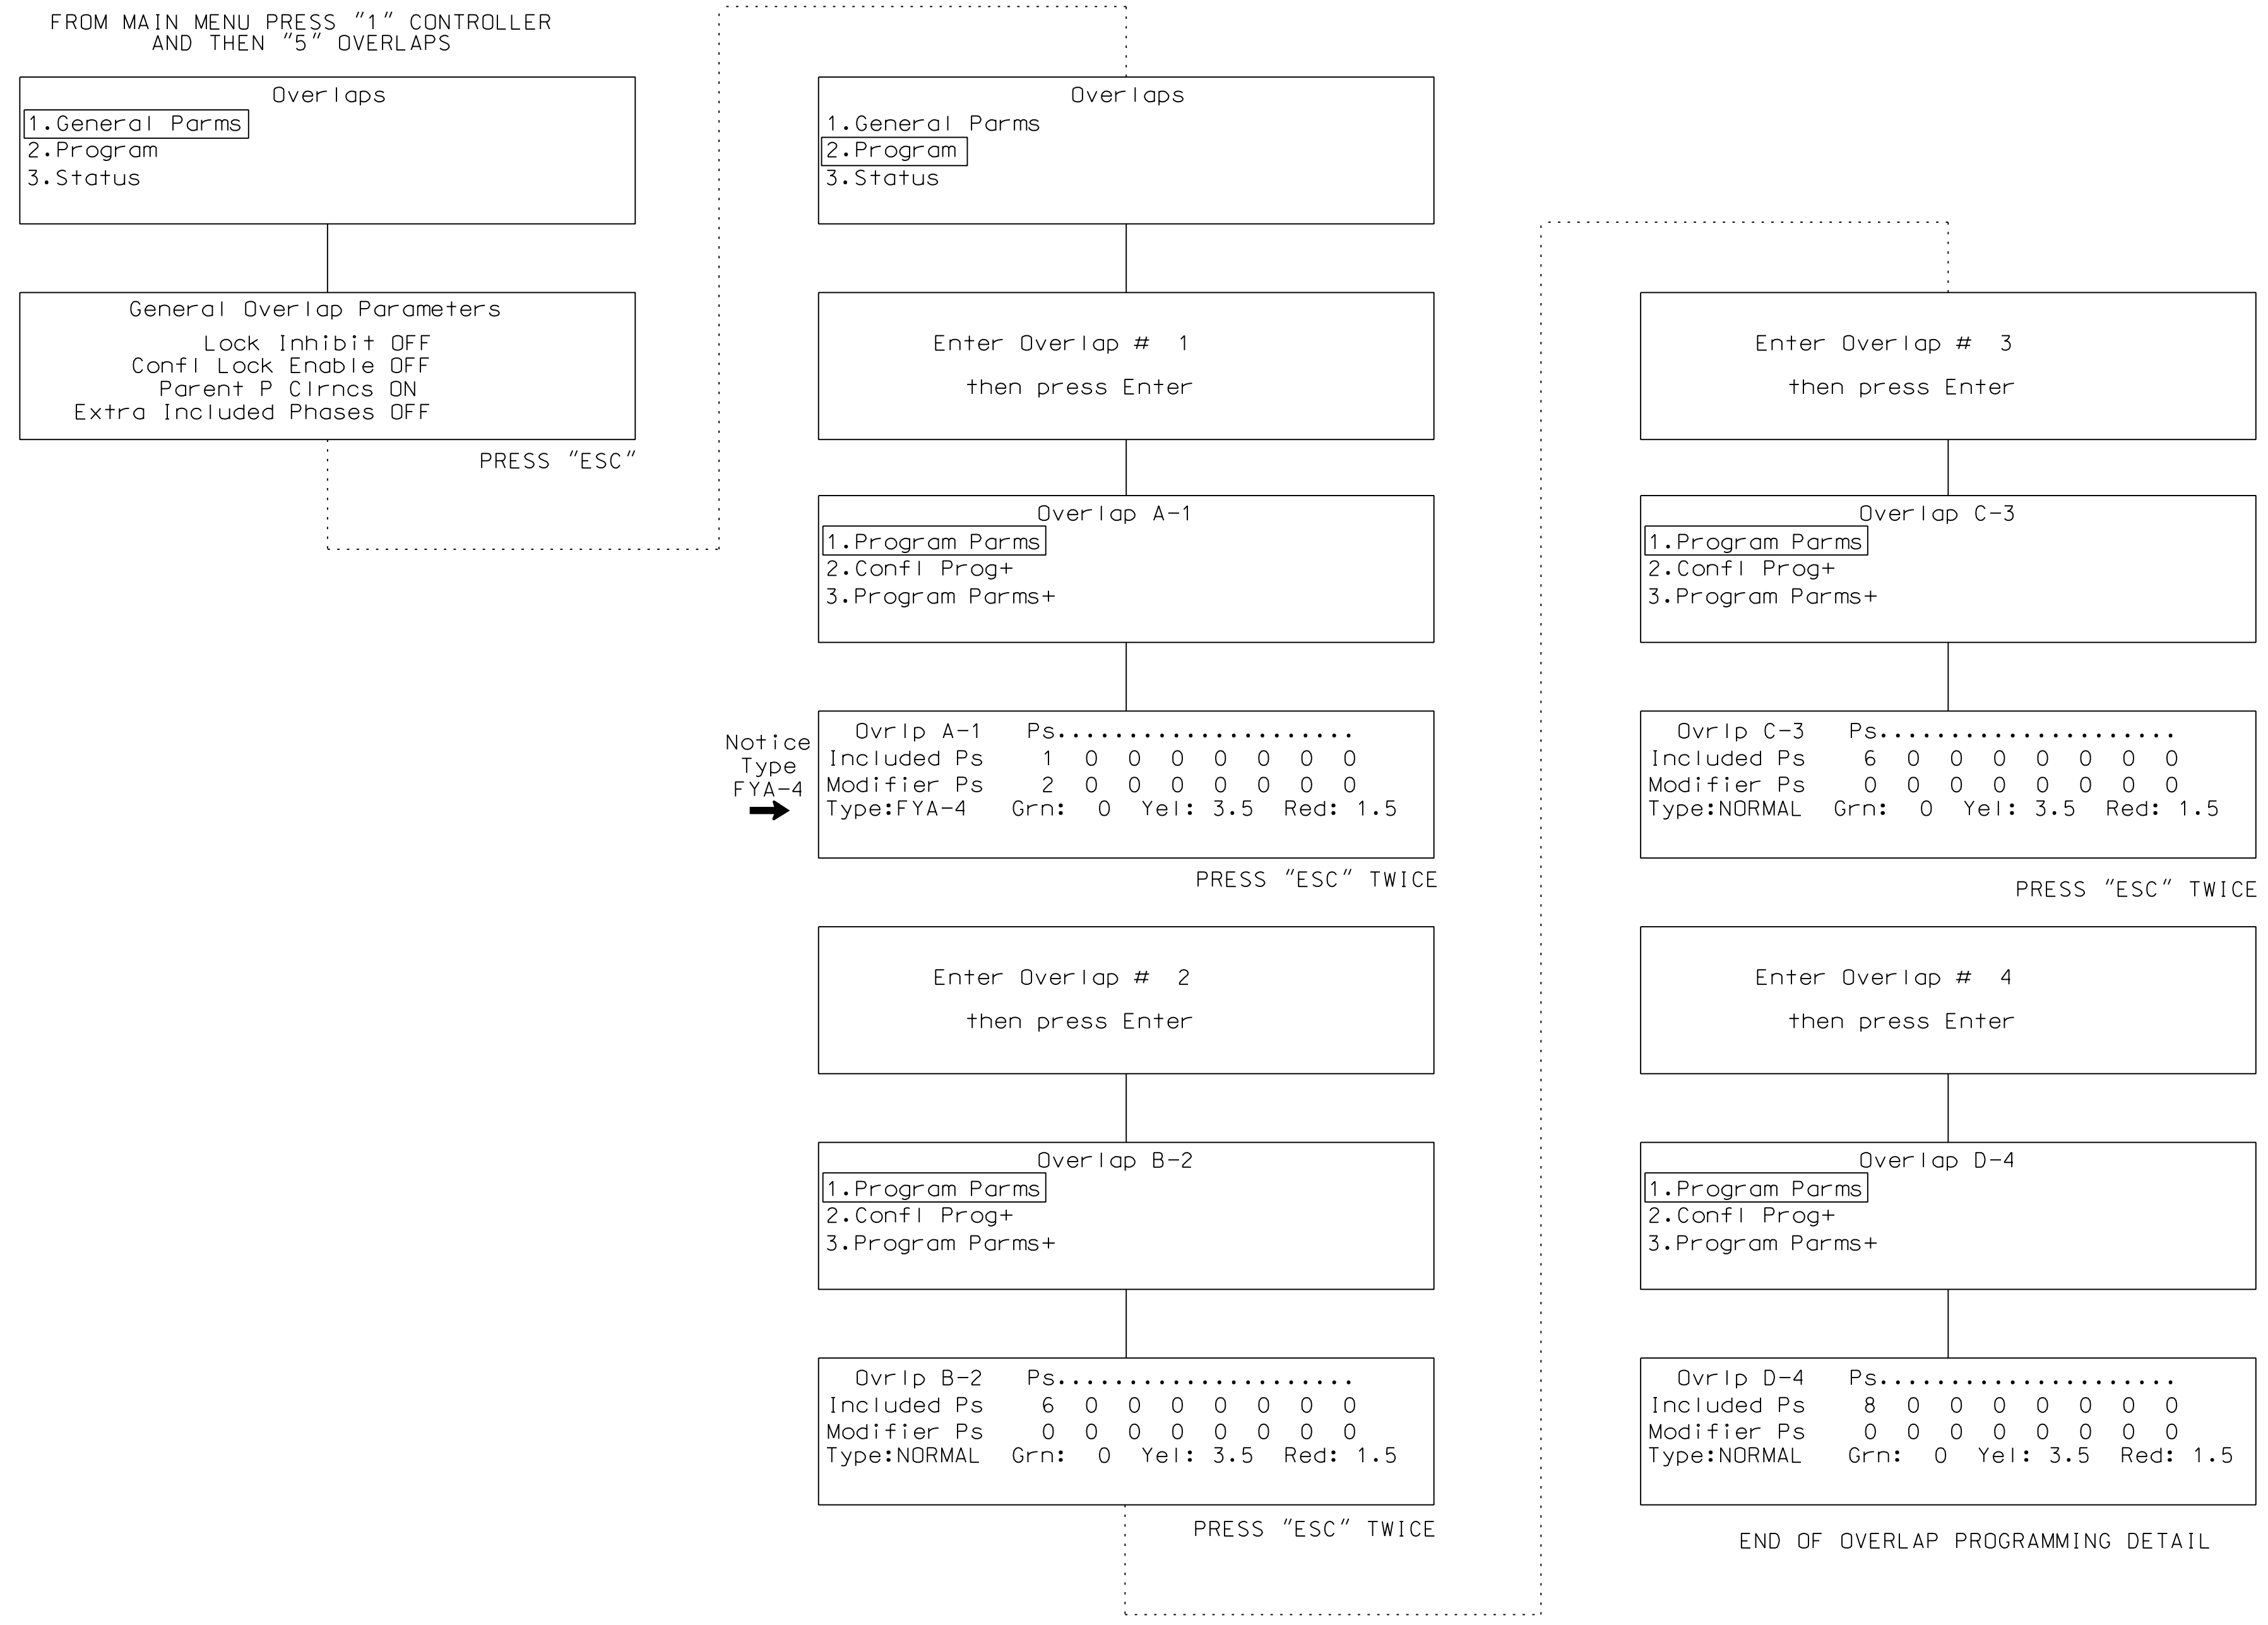 FROM MAIN MENU PRESS "1" CONTROLLER
AND THEN "5" OVERLAPS
Overlaps
1.General Parms
2.Program
3.Status
General Overlap Parameters
Lock Inhibit OFF
Confl Lock Enable OFF
Parent P Clrncs ON
Extra Included Phases OFF
PRESS "ESC"
Overlaps
1.General Parms
2.Program
3.Status
Enter Overlap # 1
then press Enter
Overlap A-1
1.Program Parms
2.Confl Prog+
3.Program Parms+
Notice
Type
FYA-4
Ovrlp A-1 Ps.....................
Included Ps 1 0 0 0 0 0 0 0
Modifier Ps 2 0 0 0 0 0 0 0
Type:FYA-4 Grn: 0 Yel: 3.5 Red: 1.5
PRESS "ESC" TWICE
Enter Overlap # 2
then press Enter
Overlap B-2
1.Program Parms
2.Confl Prog+
3.Program Parms+
Ovrlp B-2 Ps.....................
Included Ps 6 0 0 0 0 0 0 0
Modifier Ps 0 0 0 0 0 0 0 0
Type:NORMAL Grn: 0 Yel: 3.5 Red: 1.5
PRESS "ESC" TWICE
Enter Overlap # 3
then press Enter
Overlap C-3
1.Program Parms
2.Confl Prog+
3.Program Parms+
Ovrlp C-3 Ps.....................
Included Ps 6 0 0 0 0 0 0 0
Modifier Ps 0 0 0 0 0 0 0 0
Type:NORMAL Grn: 0 Yel: 3.5 Red: 1.5
PRESS "ESC" TWICE
Enter Overlap # 4
then press Enter
Overlap D-4
1.Program Parms
2.Confl Prog+
3.Program Parms+
Ovrlp D-4 Ps.....................
Included Ps 8 0 0 0 0 0 0 0
Modifier Ps 0 0 0 0 0 0 0 0
Type:NORMAL Grn: 0 Yel: 3.5 Red: 1.5
END OF OVERLAP PROGRAMMING DETAIL